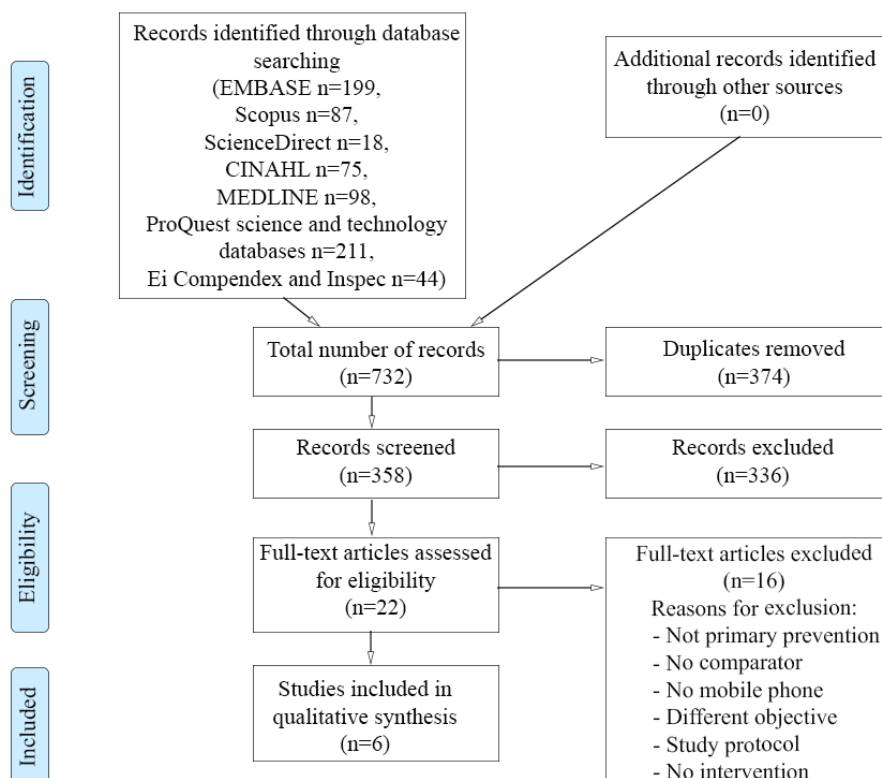 Identification
Records identified through database
searching
(EMBASE n=199,
Scopus n=87,
ScienceDirect n=18,
CINAHL n=75,
MEDLINE n=98,
ProQuest science and technology
databases n=211,
Ei Compendex and Inspec n=44)
Additional records identified
through other sources
(n=0)
Screening
Total number of records
(n=732)
Duplicates removed
(n=374)
Records screened
(n=358)
Records excluded
(n=336)
Eligibility
Full-text articles assessed
for eligibility
(n=22)
Full-text articles excluded
(n=16)
Reasons for exclusion:
- Not primary prevention
- No comparator
- No mobile phone
- Different objective
- Study protocol
- No intervention
Included
Studies included in
qualitative synthesis
(n=6)